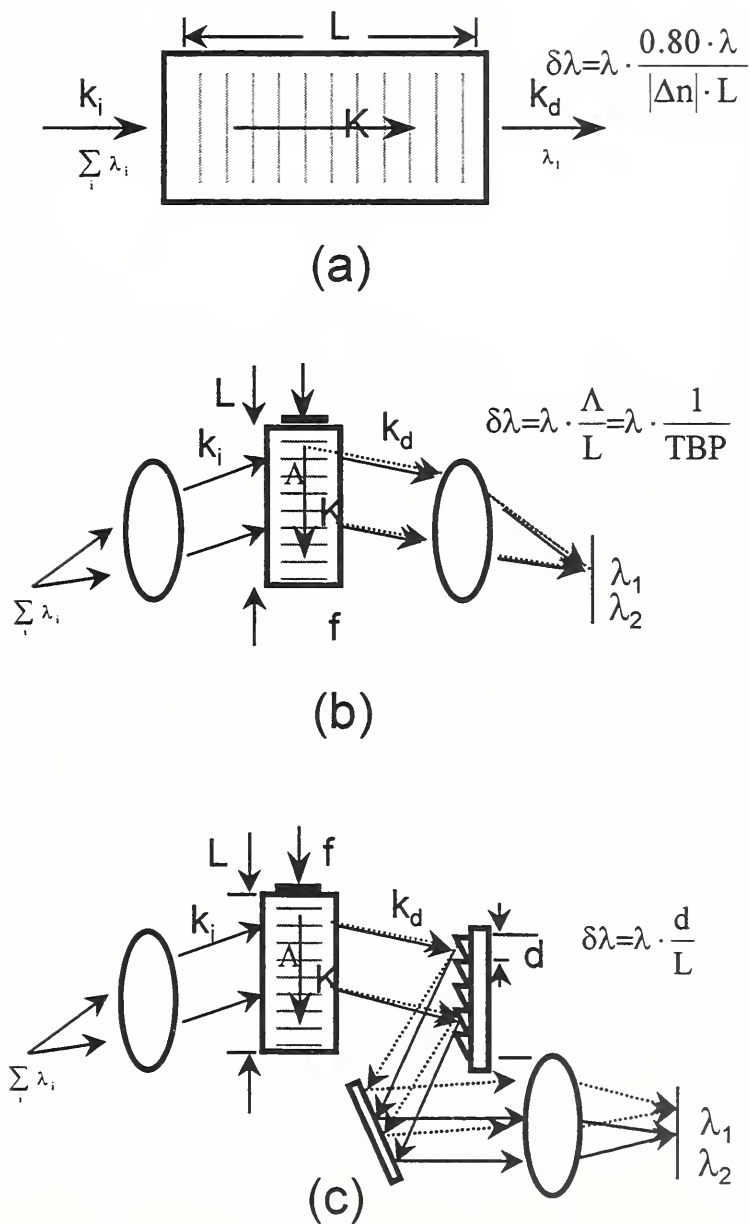 L
δλ=λ · 0.80 · λ / |Δn| · L
k_i
K
k_d
∑_i λ_i
λ_1
(a)
L
k_i
k_d
δλ=λ · Λ/L =λ · 1/TBP
Λ
K
λ_1
∑_i λ_i
λ_2
f
(b)
L
f
k_i
k_d
δλ=λ · d/L
Λ
d
K
∑_i λ_i
λ_1
λ_2
(c)